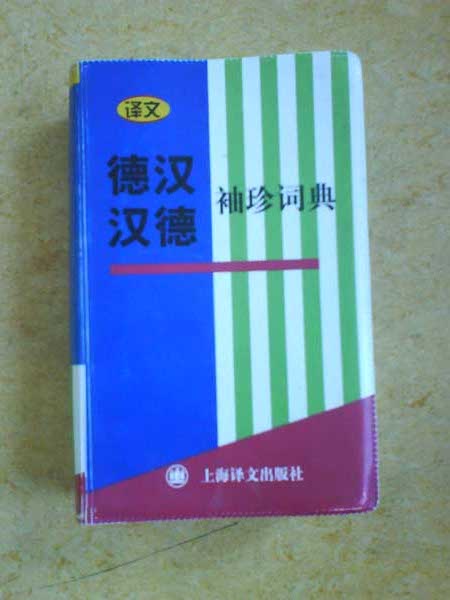 译文
德汉
汉德
袖珍词典
上海译文出版社